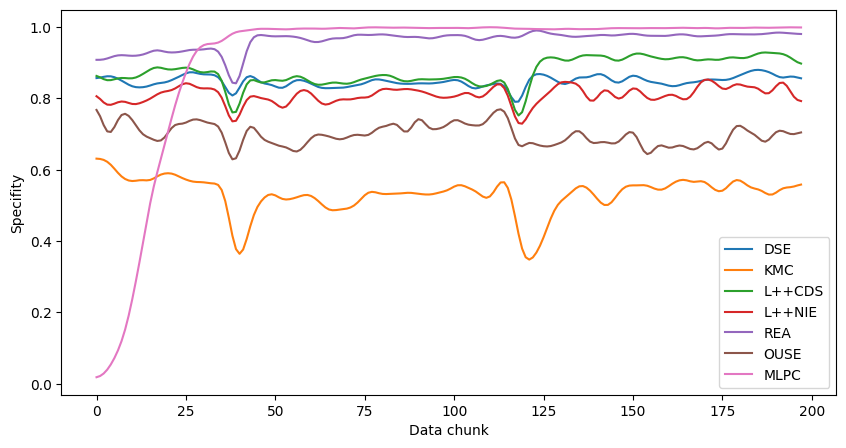 1.0
0.8
0.6
0.4
0.2
0.0
Specifity
0
25
50
75
100
125
150
175
200
Data chunk
DSE
KMC
L++CDS
L++NIE
REA
OUSE
MLPC